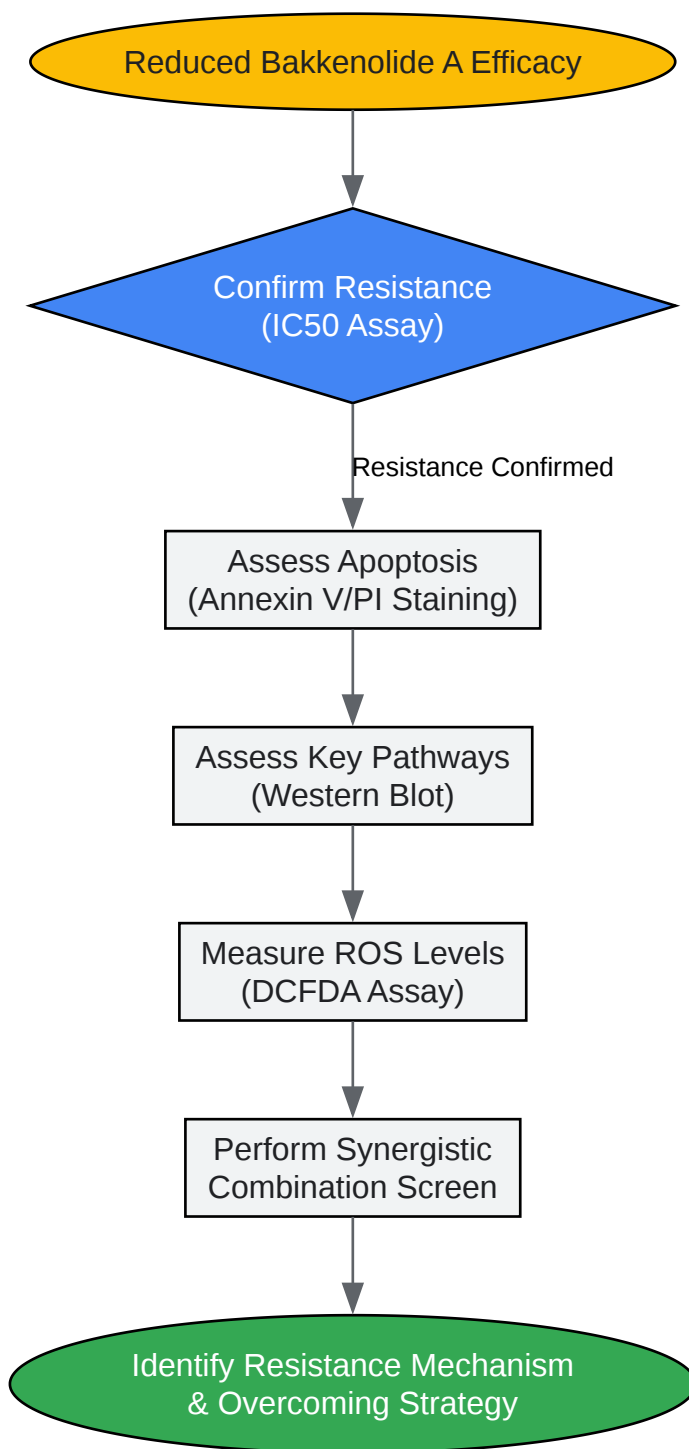 Reduced Bakkenolide A Efficacy
Confirm Resistance
(IC50 Assay)
Resistance Confirmed
Assess Apoptosis
(Annexin V/PI Staining)
Assess Key Pathways
(Western Blot)
Measure ROS Levels
(DCFDA Assay)
Perform Synergistic
Combination Screen
Identify Resistance Mechanism
& Overcoming Strategy